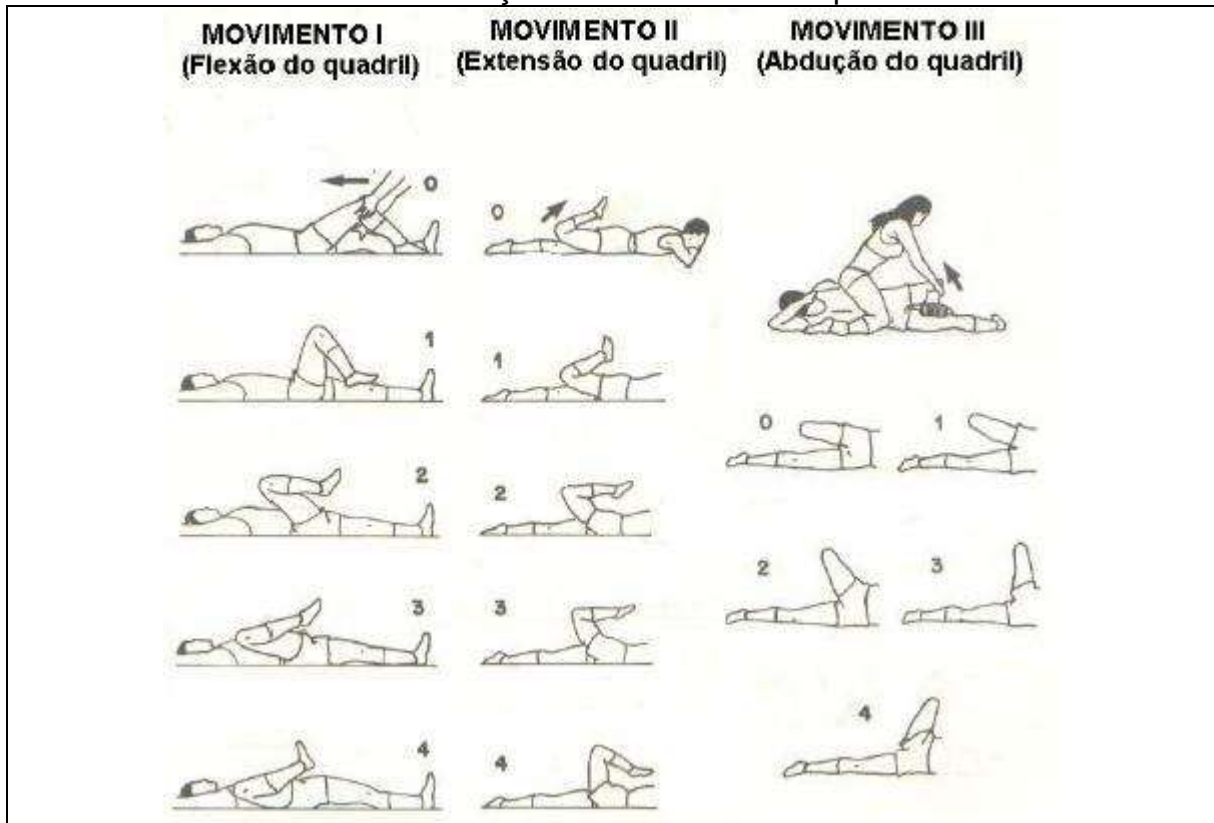 MOVIMENTO I
(Flexão do quadril)
MOVIMENTO II
(Extensão do quadril)
MOVIMENTO III
(Abdução do quadril)
0
1
2
3
4
0
1
2
3
4
0
1
2
3
4